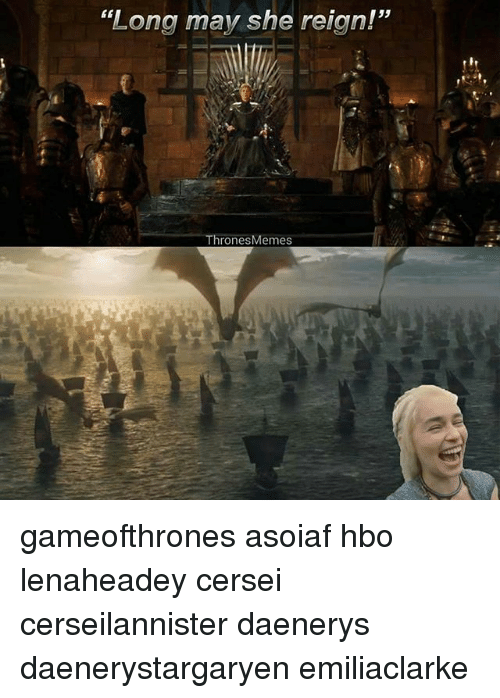 “Long may she reign!”
ThronesMemes
gameofthrones asoiaf hbo
lenaheadey cersei
cerseilannister daenerys
daenerystargaryen emiliaclarke